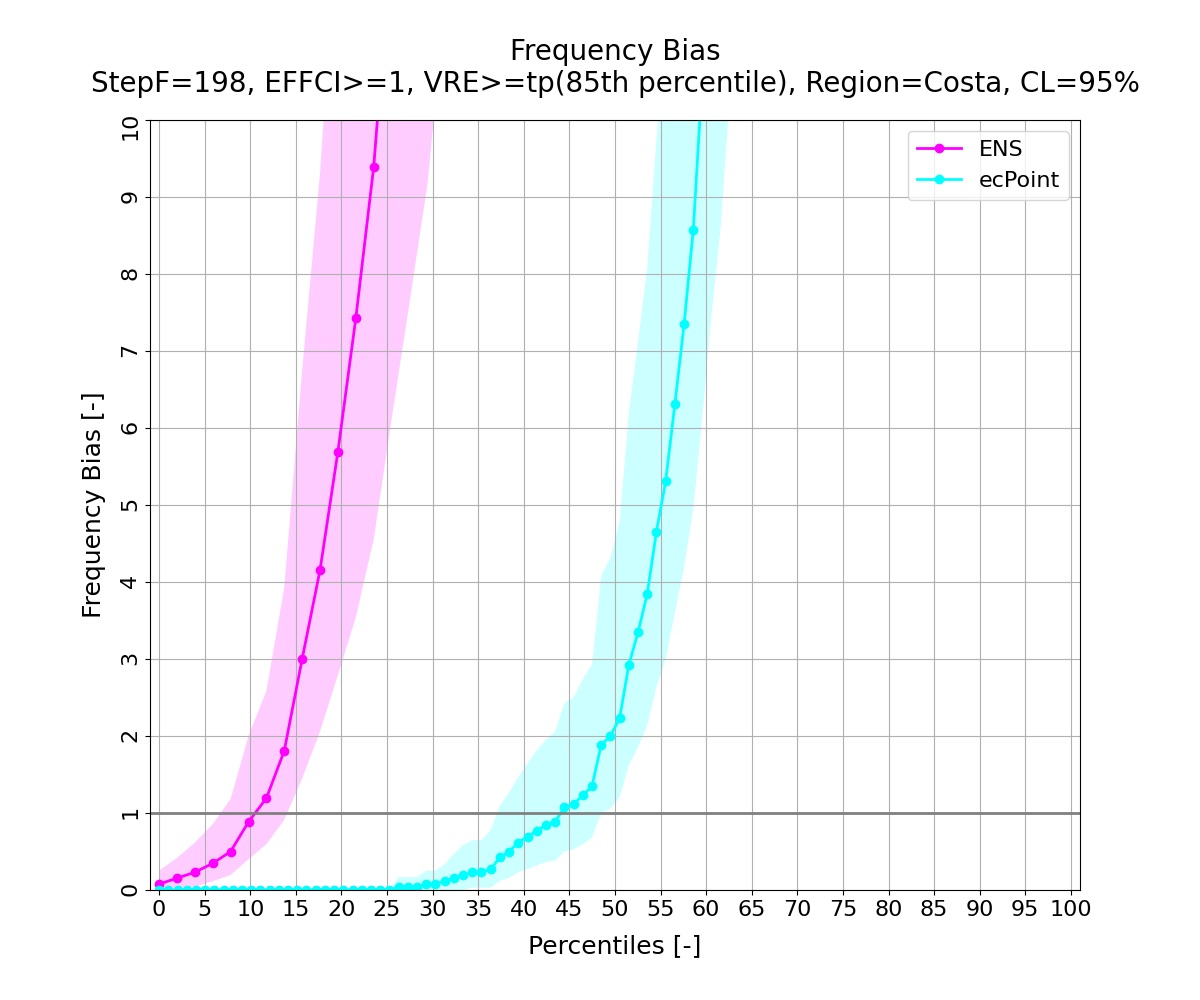 Frequency Bias
StepF=198, EFFCI>=1, VRE>=tp(85th percentile), Region=Costa, CL=95%
ENS
ecPoint
10
9
8
7
6
5
4
3
2
1
0
Frequency Bias [-]
0 5 10 15 20 25 30 35 40 45 50 55 60 65 70 75 80 85 90 95 100
Percentiles [-]